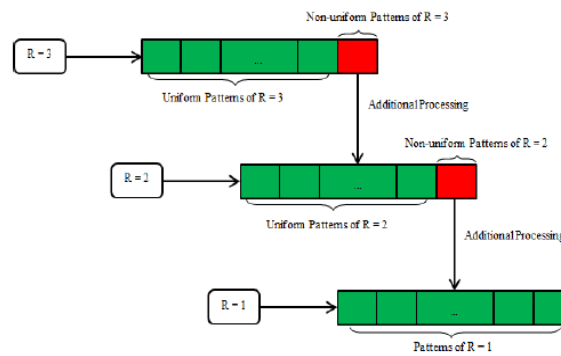 Non-uniform Patterns of R = 3
R = 3
...
Uniform Patterns of R = 3
Additional Processing
Non-uniform Patterns of R = 2
R = 2
...
Uniform Patterns of R = 2
Additional Processing
R = 1
...
Patterns of R = 1